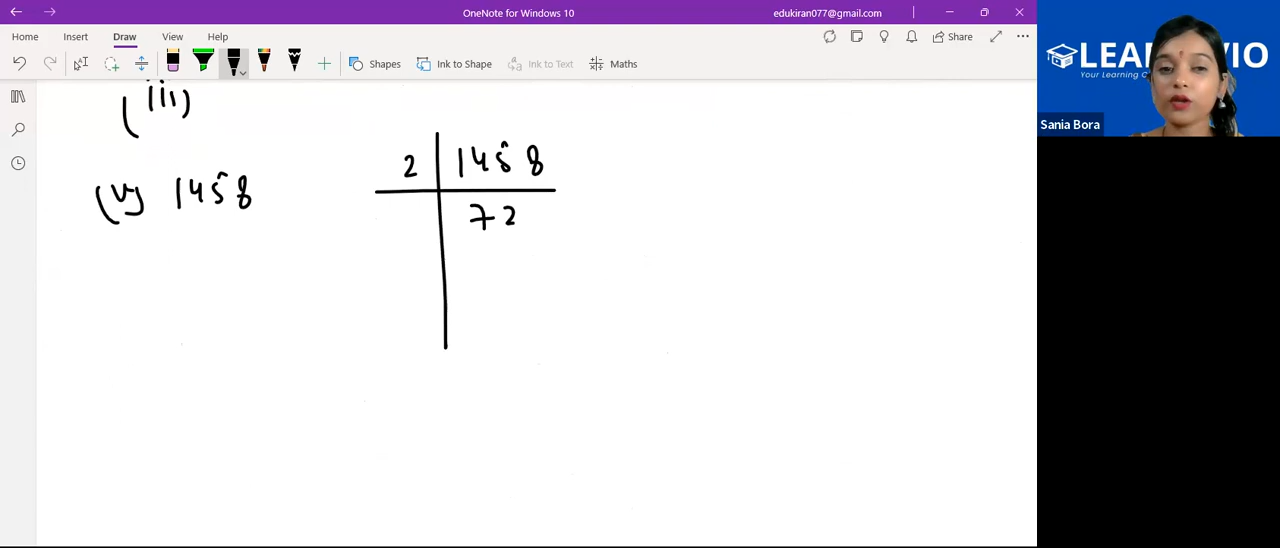 OneNote for Windows 10
edukiran077@gmail.com
Home Insert Draw View Help
Share
Shapes Ink to Shape Ink to Text Maths
Your Learning
Sania Bora
(iii)
(v) 1458
2 1458
72